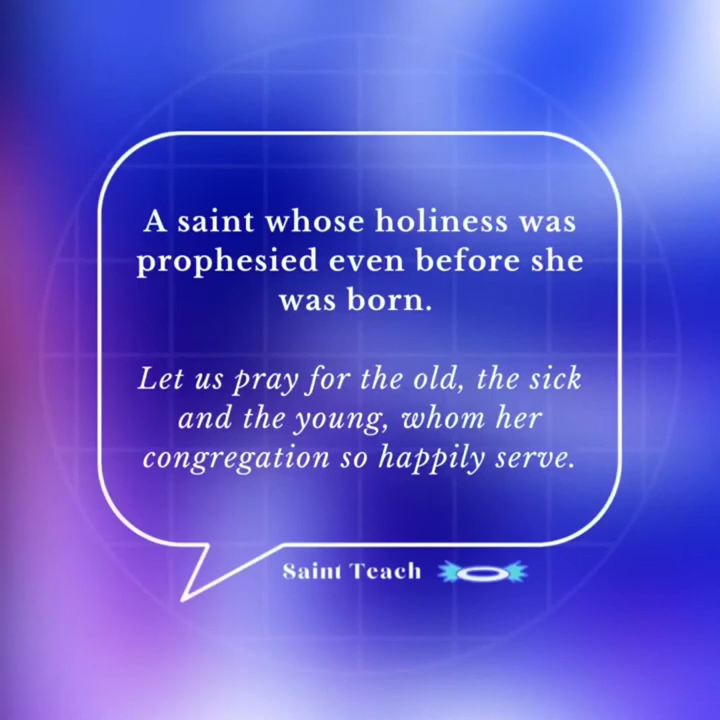 A saint whose holiness was
prophesied even before she
was born.
Let us pray for the old, the sick
and the young, whom her
congregation so happily serve.
Saint Teach